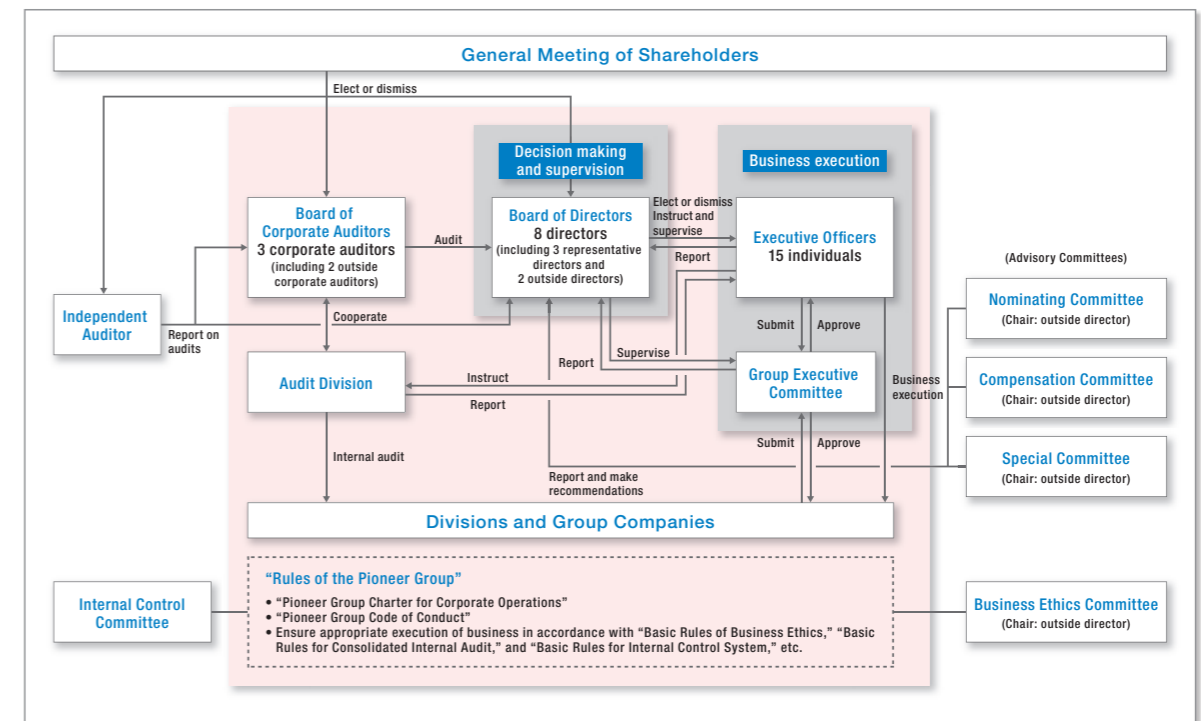 General Meeting of Shareholders
Elect or dismiss
Decision making
and supervision
Business execution
Board of
Corporate Auditors
3 corporate auditors
(including 2 outside
corporate auditors)
Audit
Board of Directors
8 directors
(including 3 representative
directors and
2 outside directors)
Elect or dismiss
Instruct and
supervise
Report
Executive Officers
15 individuals
(Advisory Committees)
Nominating Committee
(Chair: outside director)
Independent
Auditor
Report on
audits
Cooperate
Submit
Approve
Audit Division
Instruct
Report
Report
Supervise
Group Executive
Committee
Business
execution
Compensation Committee
(Chair: outside director)
Internal audit
Submit
Approve
Report and make
recommendations
Special Committee
(Chair: outside director)
Divisions and Group Companies
Internal Control
Committee
“Rules of the Pioneer Group”
• “Pioneer Group Charter for Corporate Operations”
• “Pioneer Group Code of Conduct”
• Ensure appropriate execution of business in accordance with “Basic Rules of Business Ethics,” “Basic
Rules for Consolidated Internal Audit,” and “Basic Rules for Internal Control System,” etc.
Business Ethics Committee
(Chair: outside director)